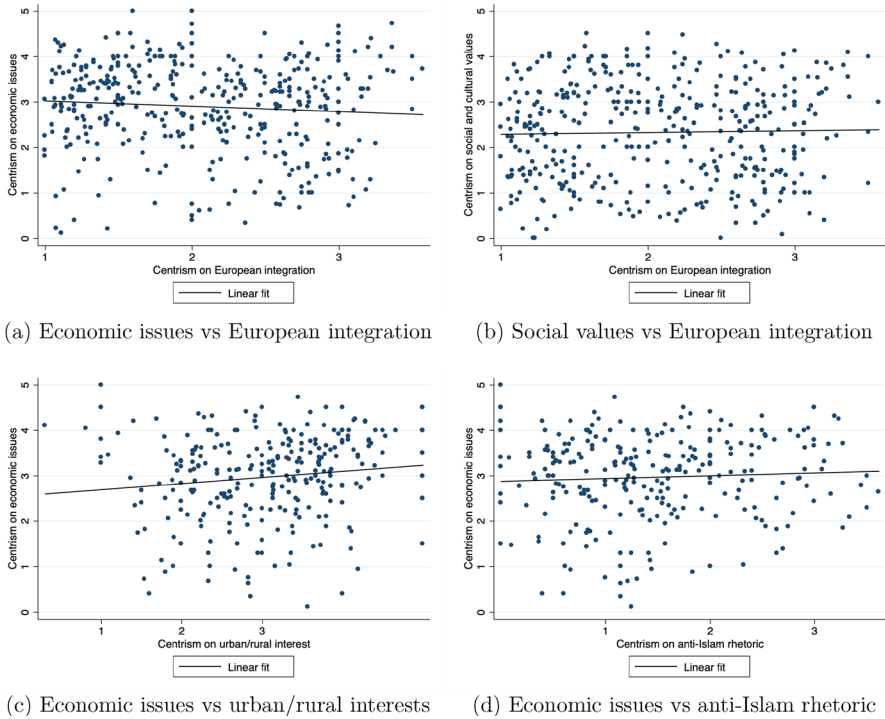 5
4
3
2
1
0
Centrism on economic issues
1 2 3
Centrism on European integration
Linear fit
(a) Economic issues vs European integration
5
4
3
2
1
0
Centrism on social and cultural values
1 2 3
Centrism on European integration
Linear fit
(b) Social values vs European integration
5
4
3
2
1
0
Centrism on economic issues
1 2 3
Centrism on urban/rural interest
Linear fit
(c) Economic issues vs urban/rural interests
5
4
3
2
1
0
Centrism on economic issues
1 2 3
Centrism on anti-Islam rhetoric
Linear fit
(d) Economic issues vs anti-Islam rhetoric